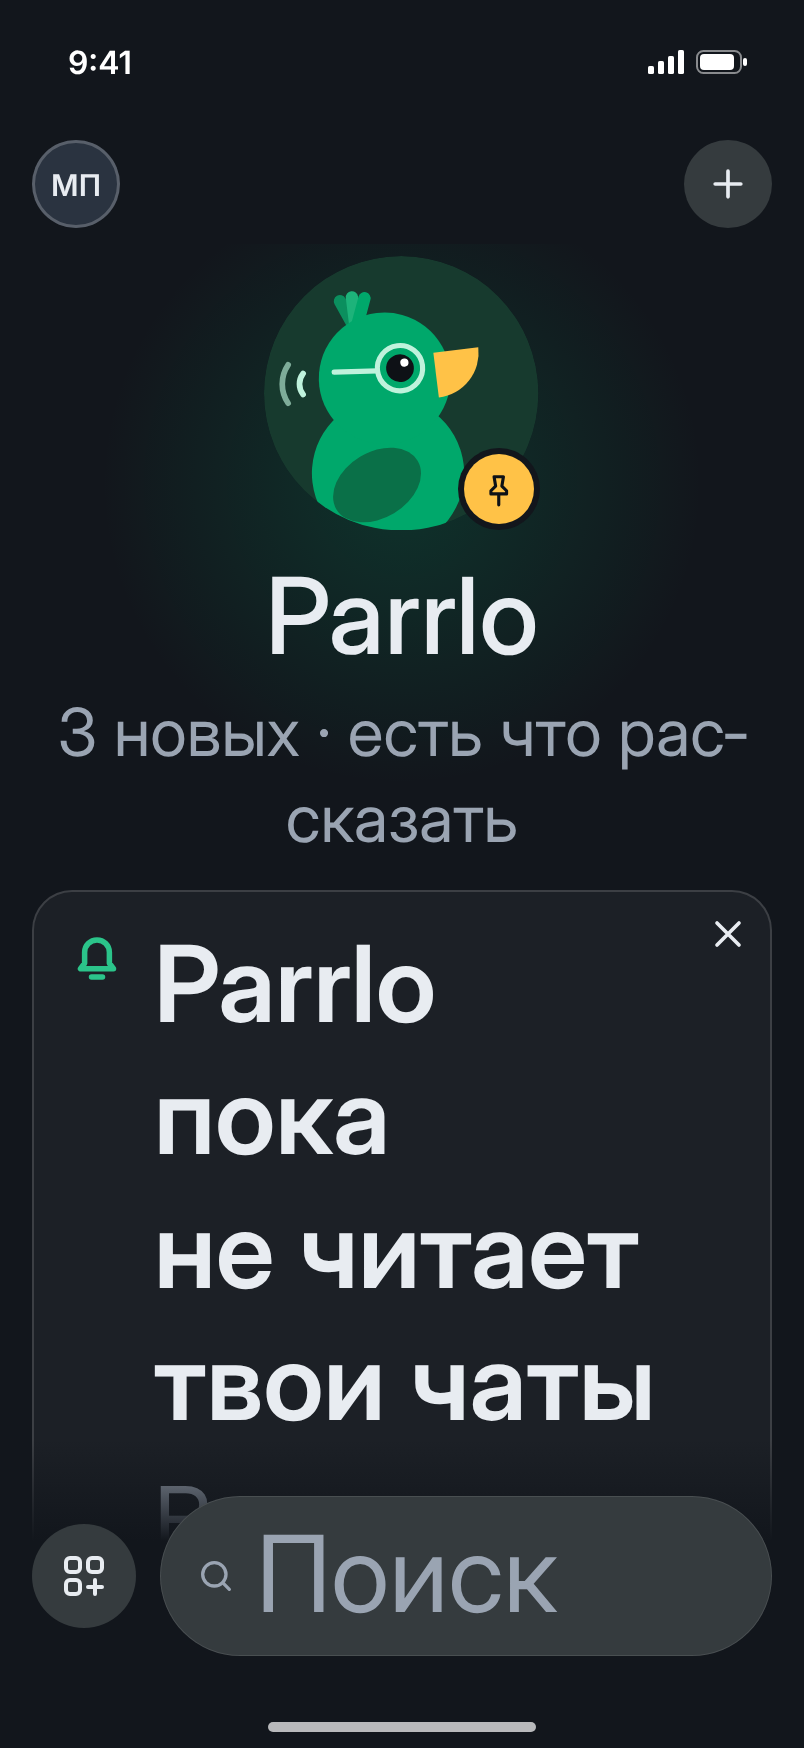 9:41
МП
Parrlo
3 новых · есть что рас-
сказать
Parrlo
пока
не читает
твои чаты
Поиск